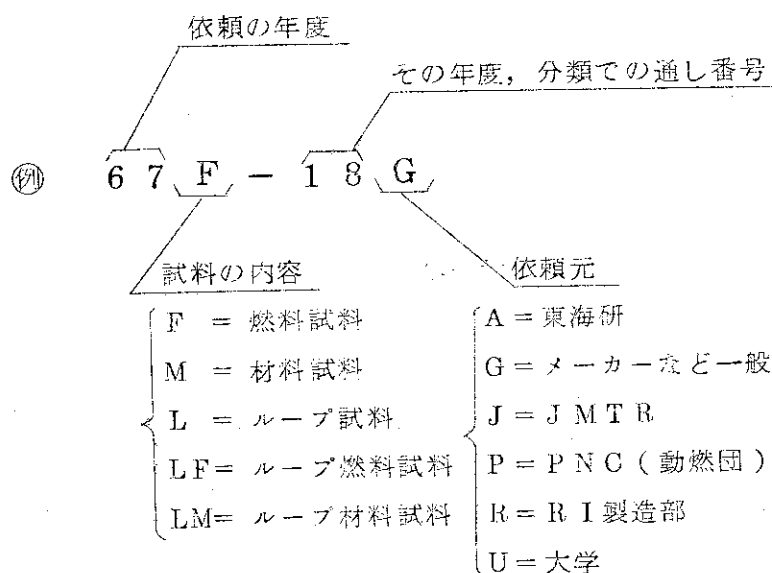 依頼の年度
その年度，分類での通し番号
例 67F－18G
試料の内容
F = 燃料試料
M = 材料試料
L = ループ試料
LF= ループ燃料試料
LM= ループ材料試料
依頼元
A = 東海研
G = メーカーなど一般
J = JMTR
P = PNC(動燃団)
R = RI製造部
U = 大学